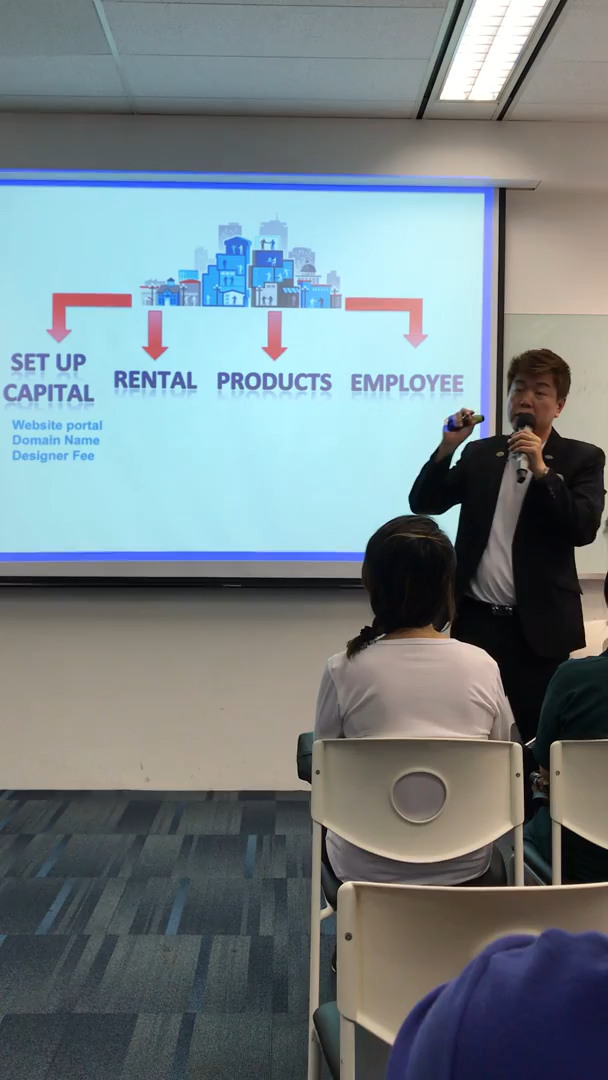 SET UP
CAPITAL
RENTAL
PRODUCTS
EMPLOYEE
Website portal
Domain Name
Designer Fee